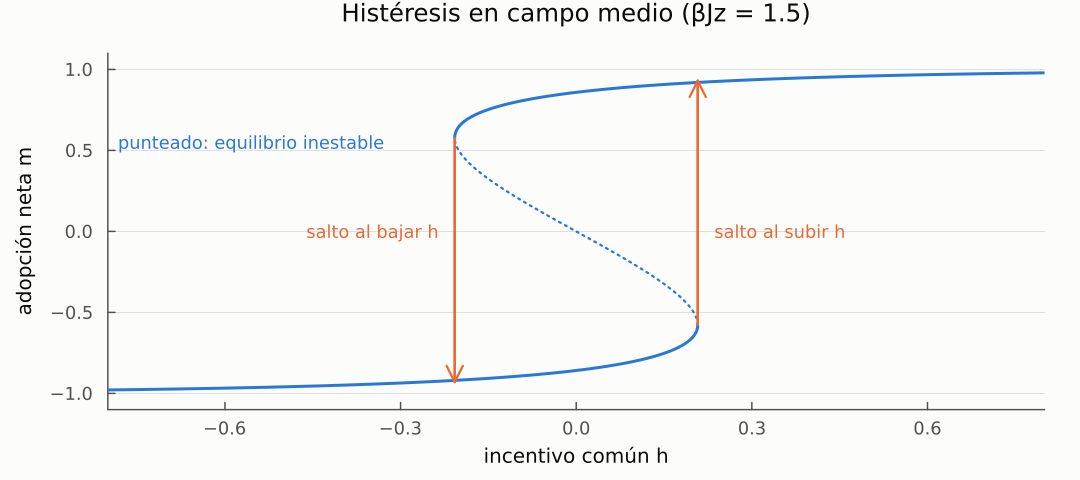 Histéresis en campo medio (βJz = 1.5)
adopción neta m
1.0
0.5
0.0
−0.5
−1.0
punteado: equilibrio inestable
salto al bajar h
salto al subir h
−0.6
−0.3
0.0
0.3
0.6
incentivo común h